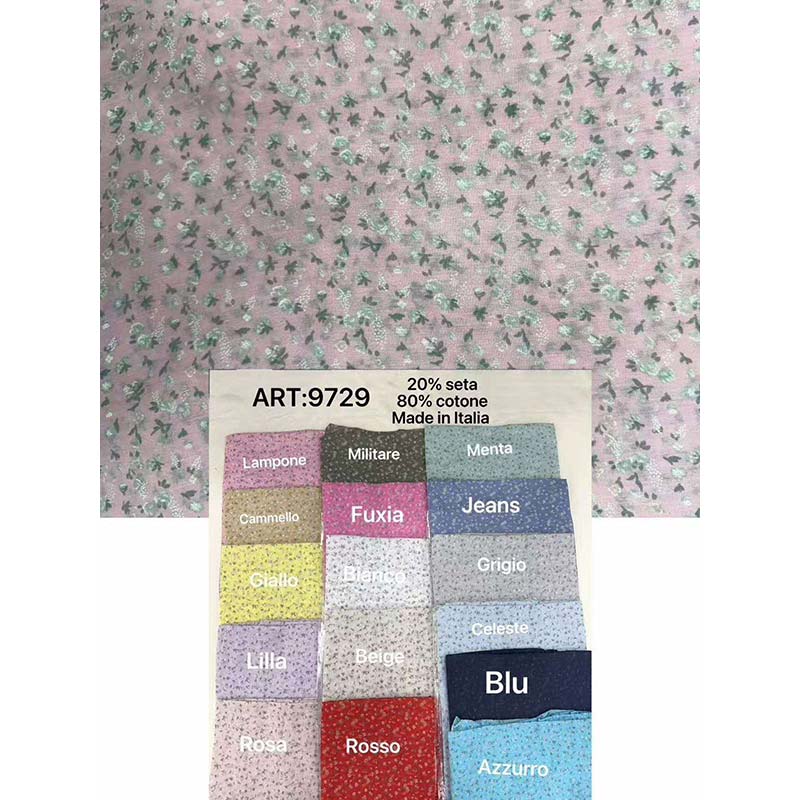 ART:9729
20% seta
80% cotone
Made in Italia
Lampone
Militare
Menta
Cammello
Fuxia
Jeans
Giallo
Bianco
Grigio
Lilla
Beige
Celeste
Blu
Rosa
Rosso
Azzurro